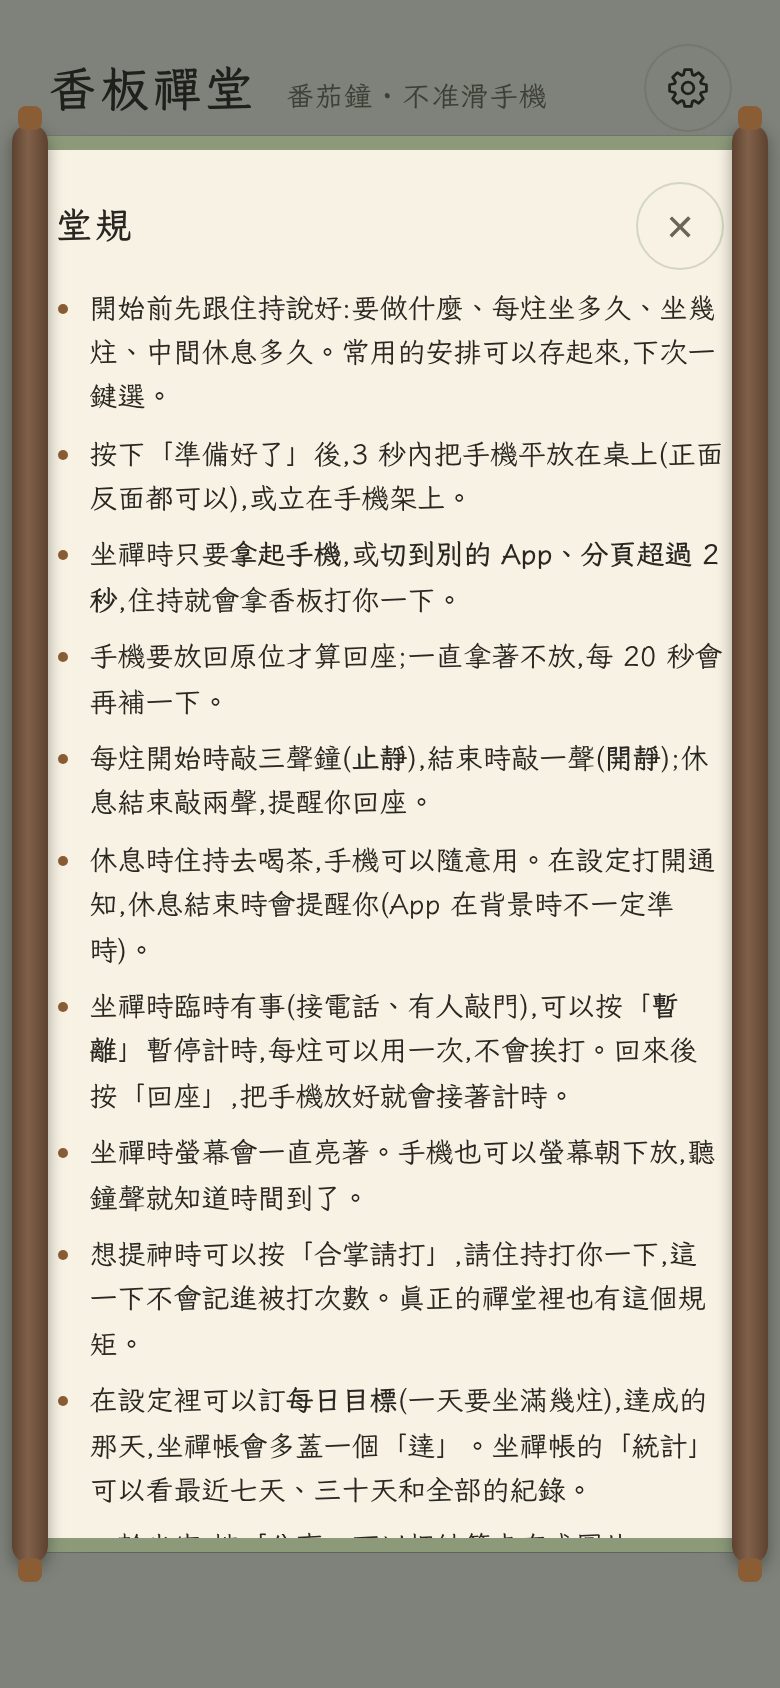 香板禪堂 番茄鐘・不准滑手機
堂規
開始前先跟住持說好:要做什麼、每炷坐多久、坐幾
炷、中間休息多久。常用的安排可以存起來,下次一
鍵選。
按下「準備好了」後,3 秒內把手機平放在桌上(正面
反面都可以),或立在手機架上。
坐禪時只要拿起手機,或切到別的 App、分頁超過 2
秒,住持就會拿香板打你一下。
手機要放回原位才算回座;一直拿著不放,每 20 秒會
再補一下。
每炷開始時敲三聲鐘(止靜),結束時敲一聲(開靜);休
息結束敲兩聲,提醒你回座。
休息時住持去喝茶,手機可以隨意用。在設定打開通
知,休息結束時會提醒你(App 在背景時不一定準
時)。
坐禪時臨時有事(接電話、有人敲門),可以按「暫
離」暫停計時,每炷可以用一次,不會挨打。回來後
按「回座」,把手機放好就會接著計時。
坐禪時螢幕會一直亮著。手機也可以螢幕朝下放,聽
鐘聲就知道時間到了。
想提神時可以按「合掌請打」,請住持打你一下,這
一下不會記進被打次數。真正的禪堂裡也有這個規
矩。
在設定裡可以訂每日目標(一天要坐滿幾炷),達成的
那天,坐禪帳會多蓋一個「達」。坐禪帳的「統計」
可以看最近七天、三十天和全部的紀錄。